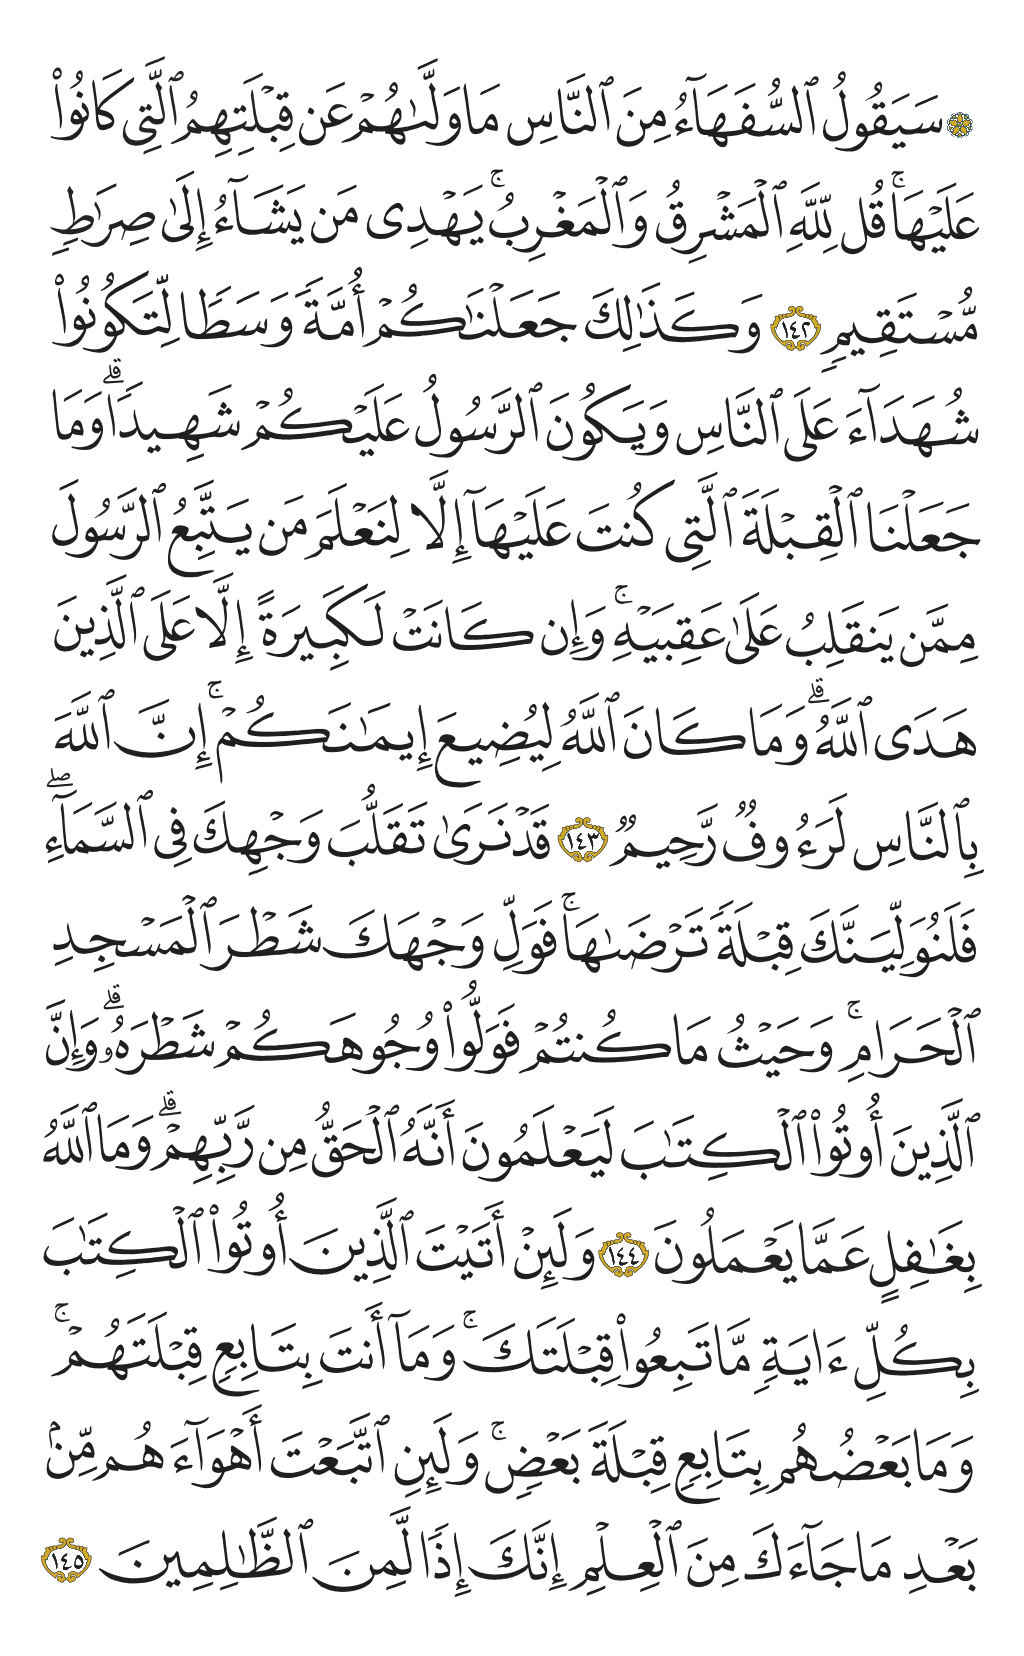 ۞ سَيَقُولُ ٱلسُّفَهَآءُ مِنَ ٱلنَّاسِ مَا وَلَّىٰهُمۡ عَن قِبۡلَتِهِمُ ٱلَّتِي كَانُواْ
عَلَيۡهَاۚ قُل لِّلَّهِ ٱلۡمَشۡرِقُ وَٱلۡمَغۡرِبُۚ يَهۡدِي مَن يَشَآءُ إِلَىٰ صِرَٰطٖ
مُّسۡتَقِيمٖ ١٤٢ وَكَذَٰلِكَ جَعَلۡنَٰكُمۡ أُمَّةٗ وَسَطٗا لِّتَكُونُواْ
شُهَدَآءَ عَلَى ٱلنَّاسِ وَيَكُونَ ٱلرَّسُولُ عَلَيۡكُمۡ شَهِيدٗاۗ وَمَا
جَعَلۡنَا ٱلۡقِبۡلَةَ ٱلَّتِي كُنتَ عَلَيۡهَآ إِلَّا لِنَعۡلَمَ مَن يَتَّبِعُ ٱلرَّسُولَ
مِمَّن يَنقَلِبُ عَلَىٰ عَقِبَيۡهِۚ وَإِن كَانَتۡ لَكَبِيرَةً إِلَّا عَلَى ٱلَّذِينَ
هَدَى ٱللَّهُۗ وَمَا كَانَ ٱللَّهُ لِيُضِيعَ إِيمَٰنَكُمۡۚ إِنَّ ٱللَّهَ
بِٱلنَّاسِ لَرَءُوفٞ رَّحِيمٞ ١٤٣ قَدۡ نَرَىٰ تَقَلُّبَ وَجۡهِكَ فِي ٱلسَّمَآءِۖ
فَلَنُوَلِّيَنَّكَ قِبۡلَةٗ تَرۡضَىٰهَاۚ فَوَلِّ وَجۡهَكَ شَطۡرَ ٱلۡمَسۡجِدِ
ٱلۡحَرَامِۚ وَحَيۡثُ مَا كُنتُمۡ فَوَلُّواْ وُجُوهَكُمۡ شَطۡرَهُۥۗ وَإِنَّ
ٱلَّذِينَ أُوتُواْ ٱلۡكِتَٰبَ لَيَعۡلَمُونَ أَنَّهُ ٱلۡحَقُّ مِن رَّبِّهِمۡۗ وَمَا ٱللَّهُ
بِغَٰفِلٍ عَمَّا يَعۡمَلُونَ ١٤٤ وَلَئِنۡ أَتَيۡتَ ٱلَّذِينَ أُوتُواْ ٱلۡكِتَٰبَ
بِكُلِّ ءَايَةٖ مَّا تَبِعُواْ قِبۡلَتَكَۚ وَمَآ أَنتَ بِتَابِعٖ قِبۡلَتَهُمۡۚ
وَمَا بَعۡضُهُم بِتَابِعٖ قِبۡلَةَ بَعۡضٖۚ وَلَئِنِ ٱتَّبَعۡتَ أَهۡوَآءَهُم مِّنۢ
بَعۡدِ مَا جَآءَكَ مِنَ ٱلۡعِلۡمِ إِنَّكَ إِذٗا لَّمِنَ ٱلظَّٰلِمِينَ ١٤٥